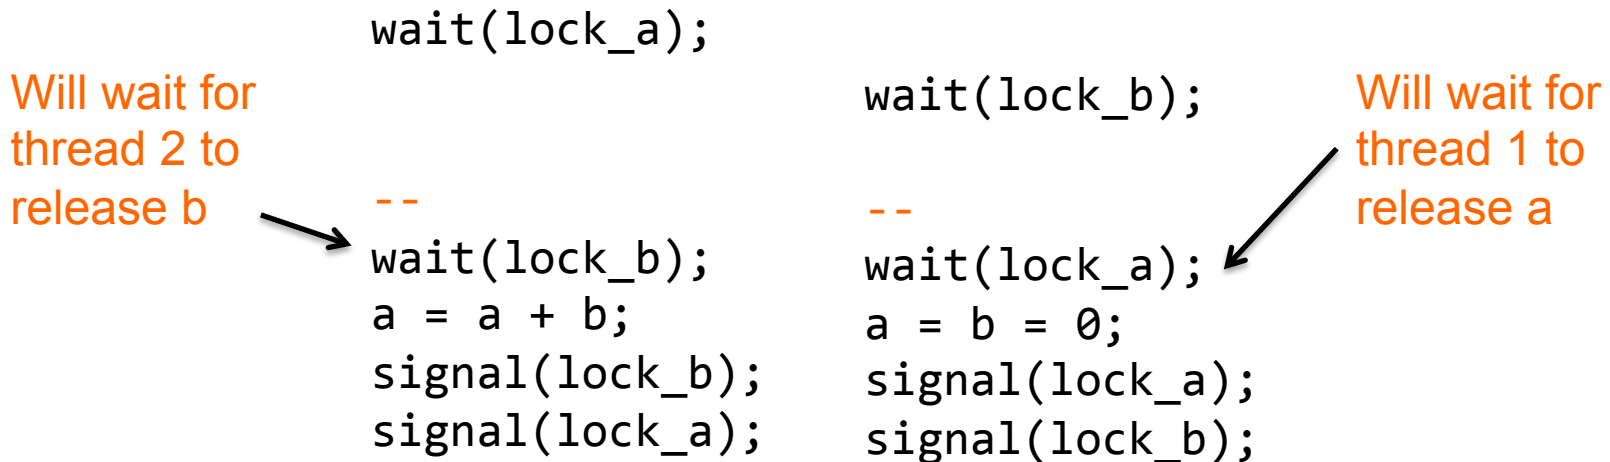 wait(lock_a);
Will wait for
thread 2 to
release b
wait(lock_b);
Will wait for
thread 1 to
release a
--
wait(lock_b);
a = a + b;
signal(lock_b);
signal(lock_a);
--
wait(lock_a);
a = b = 0;
signal(lock_a);
signal(lock_b);